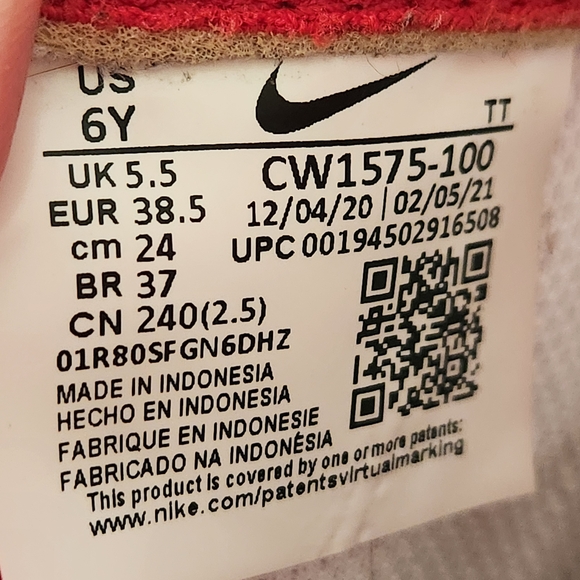 US
6Y
TT
UK 5.5
EUR 38.5
cm 24
BR 37
CN 240(2.5)
CW1575-100
12/04/20 | 02/05/21
UPC 00194502916508
01R80SFGN6DHZ
MADE IN INDONESIA
HECHO EN INDONESIA
FABRIQUE EN INDONESIE
FABRICADO NA INDONÉSIA
This product is covered by one or more patents:
www.nike.com/patentsvirtualmarking